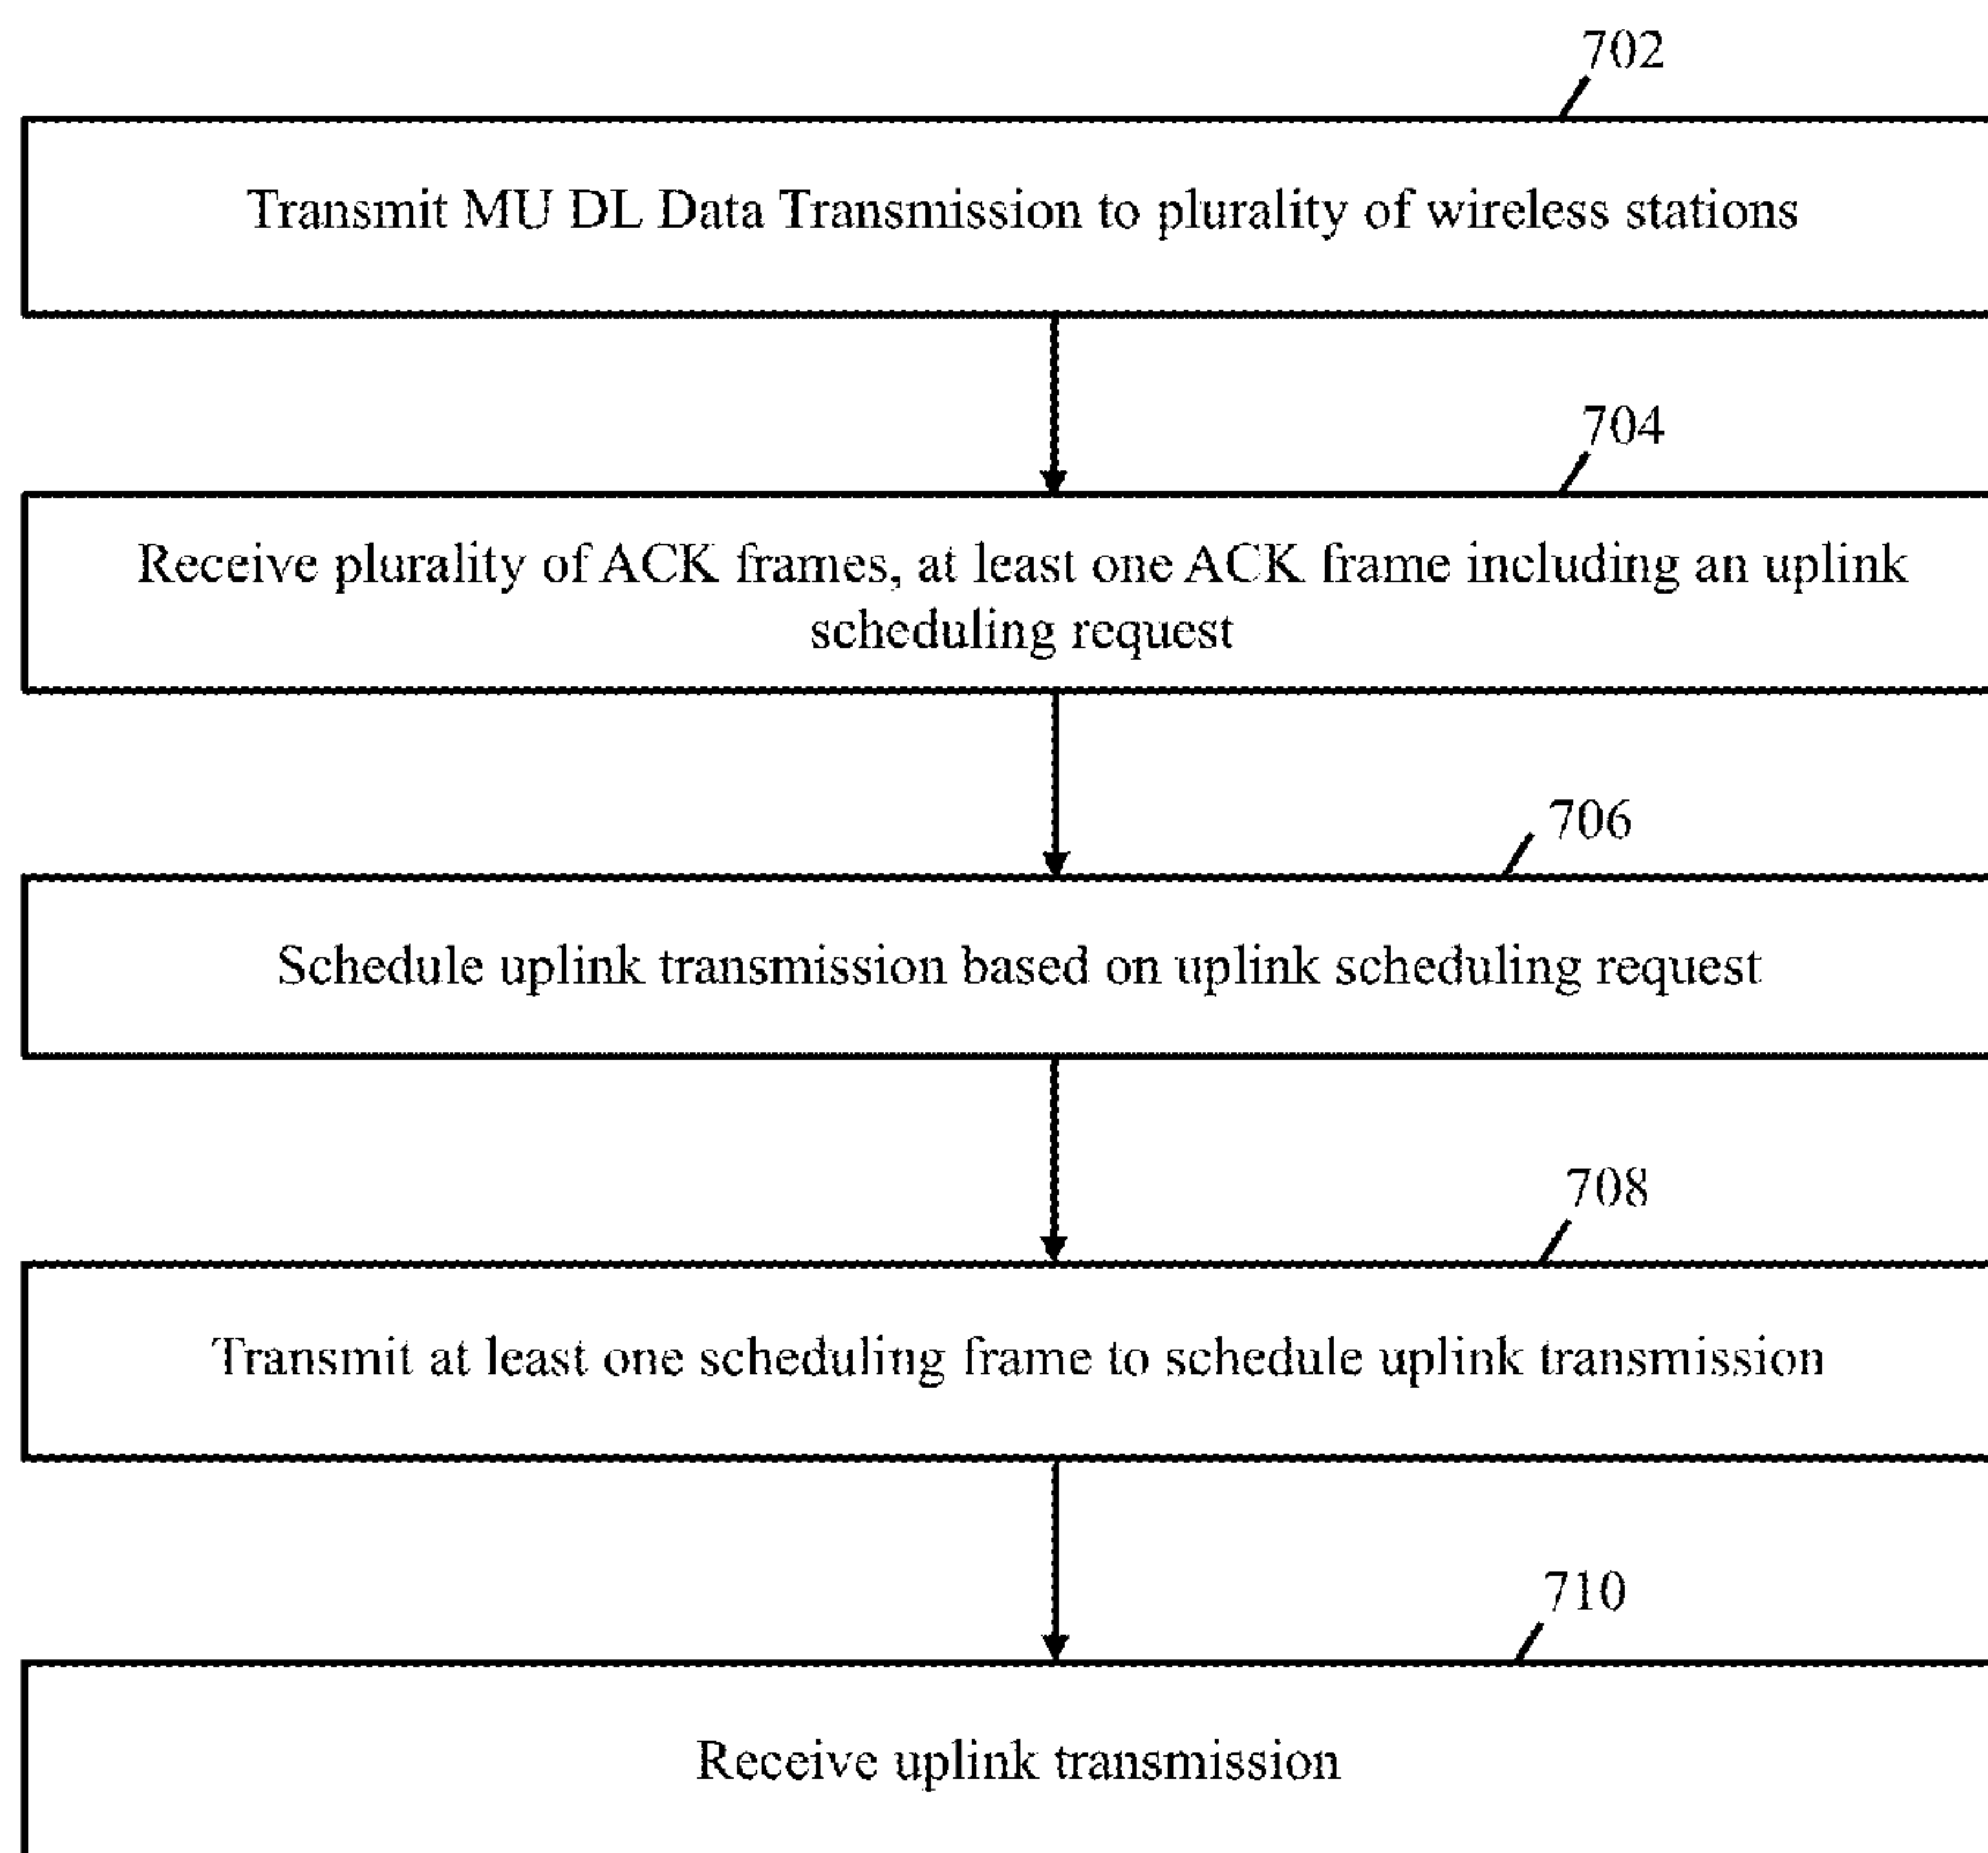 702
Transmit MU DL Data Transmission to plurality of wireless stations
704
Receive plurality of ACK frames, at least one ACK frame including an uplink
scheduling request
706
Schedule uplink transmission based on uplink scheduling request
708
Transmit at least one scheduling frame to schedule uplink transmission
710
Receive uplink transmission